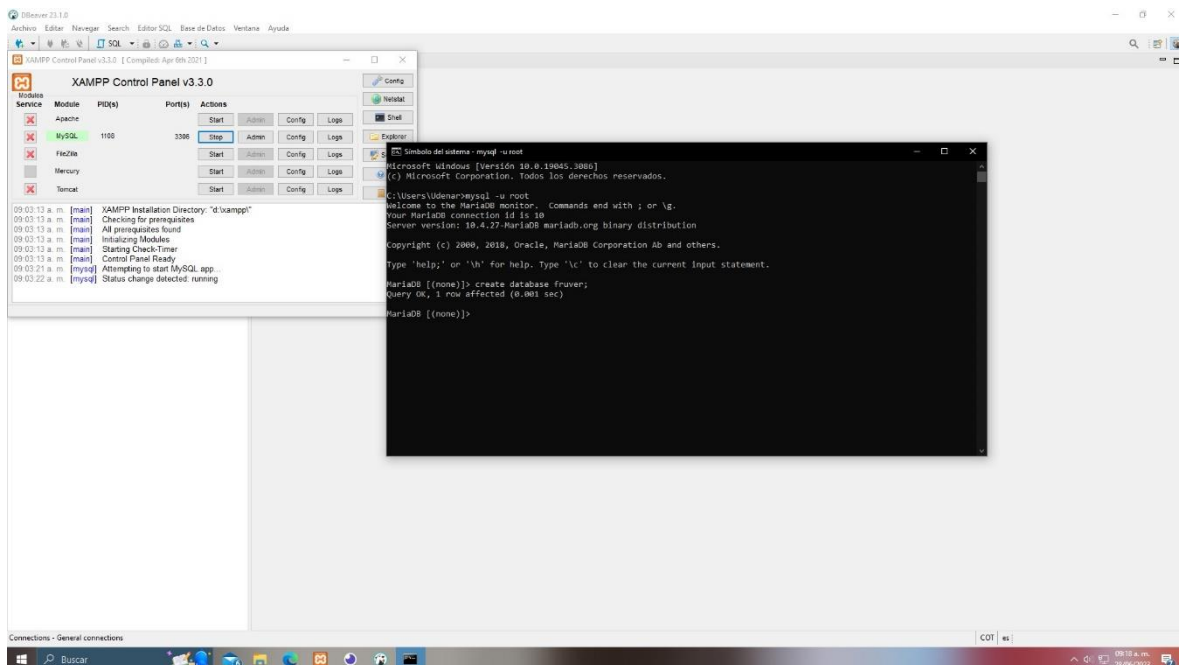 DBeaver 23.1.0
Archivo Editar Navegar Search Editor SQL Base de Datos Ventana Ayuda
SQL
XAMPP Control Panel v3.3.0 [ Compiled: Apr 6th 2021 ]
XAMPP Control Panel v3.3.0
Config
Modules
Service Module PID(s) Port(s) Actions
Netstat
Apache Start Admin Config Logs
Shell
MySQL 1108 3306 Stop Admin Config Logs
Explorer
FileZilla Start Admin Config Logs
Mercury Start Admin Config Logs
Tomcat Start Admin Config Logs
09:03:13 a. m. [main] XAMPP Installation Directory: "d:\xampp\"
09:03:13 a. m. [main] Checking for prerequisites
09:03:13 a. m. [main] All prerequisites found
09:03:13 a. m. [main] Initializing Modules
09:03:13 a. m. [main] Starting Check-Timer
09:03:13 a. m. [main] Control Panel Ready
09:03:21 a. m. [mysql] Attempting to start MySQL app...
09:03:22 a. m. [mysql] Status change detected: running
Símbolo del sistema - mysql -u root
Microsoft Windows [Versión 10.0.19045.3086]
(c) Microsoft Corporation. Todos los derechos reservados.
C:\Users\Udenar>mysql -u root
Welcome to the MariaDB monitor. Commands end with ; or \g.
Your MariaDB connection id is 10
Server version: 10.4.27-MariaDB mariadb.org binary distribution
Copyright (c) 2000, 2018, Oracle, MariaDB Corporation Ab and others.
Type 'help;' or '\h' for help. Type '\c' to clear the current input statement.
MariaDB [(none)]> create database fruver;
Query OK, 1 row affected (0.001 sec)
MariaDB [(none)]>
Connections - General connections
COT es
Buscar
09:18 a. m.